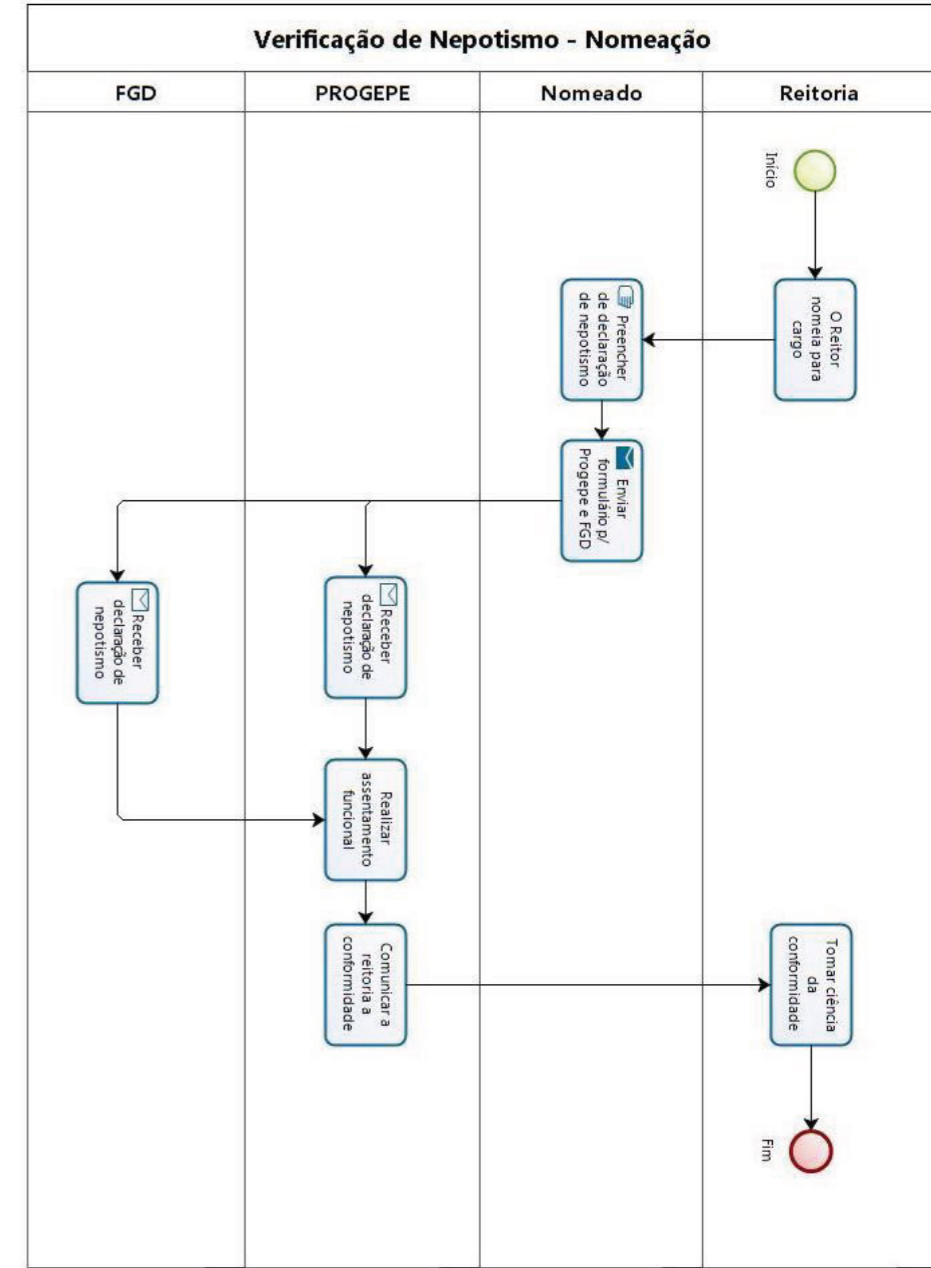 Verificação de Nepotismo - Nomeação
FGD
PROGEPE
Nomeado
Reitoria
Início
O Reitor
nomeia para
cargo
Preencher
de declaração
de nepotismo
Enviar
formulário p/
Progepe e FGD
Receber
declaração de
nepotismo
Receber
declaração de
nepotismo
Realizar
assentamento
funcional
Comunicar a
reitoria a
conformidade
Tomar ciência
da
conformidade
Fim